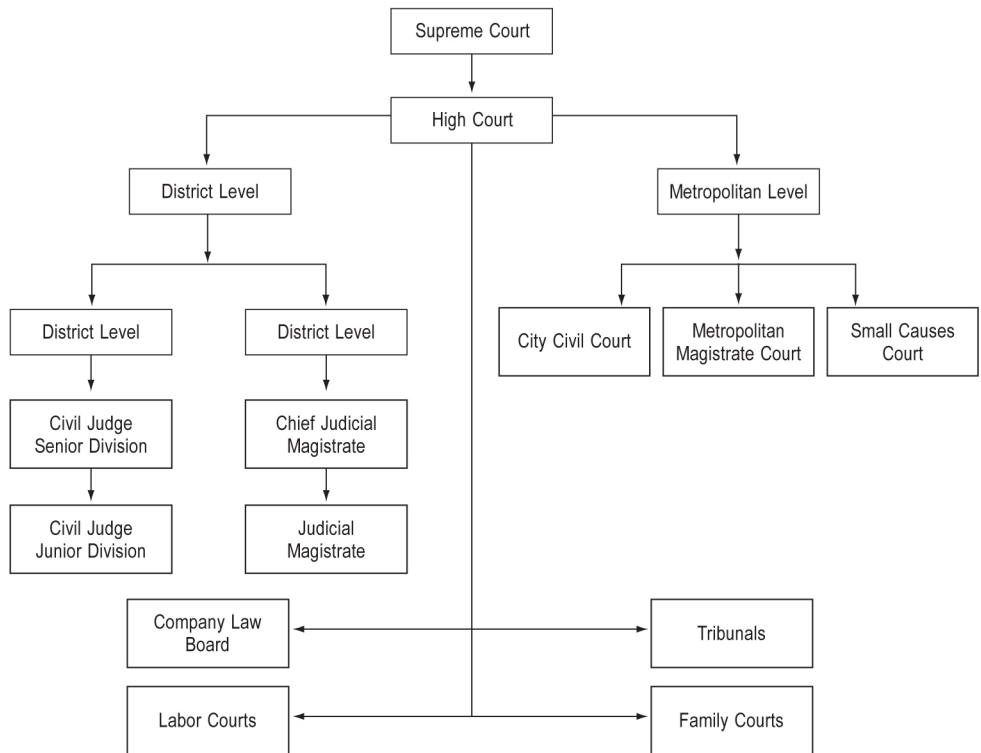 Supreme Court
High Court
District Level
Metropolitan Level
District Level
District Level
City Civil Court
Metropolitan
Magistrate Court
Small Causes
Court
Civil Judge
Senior Division
Chief Judicial
Magistrate
Civil Judge
Junior Division
Judicial
Magistrate
Company Law
Board
Tribunals
Labor Courts
Family Courts